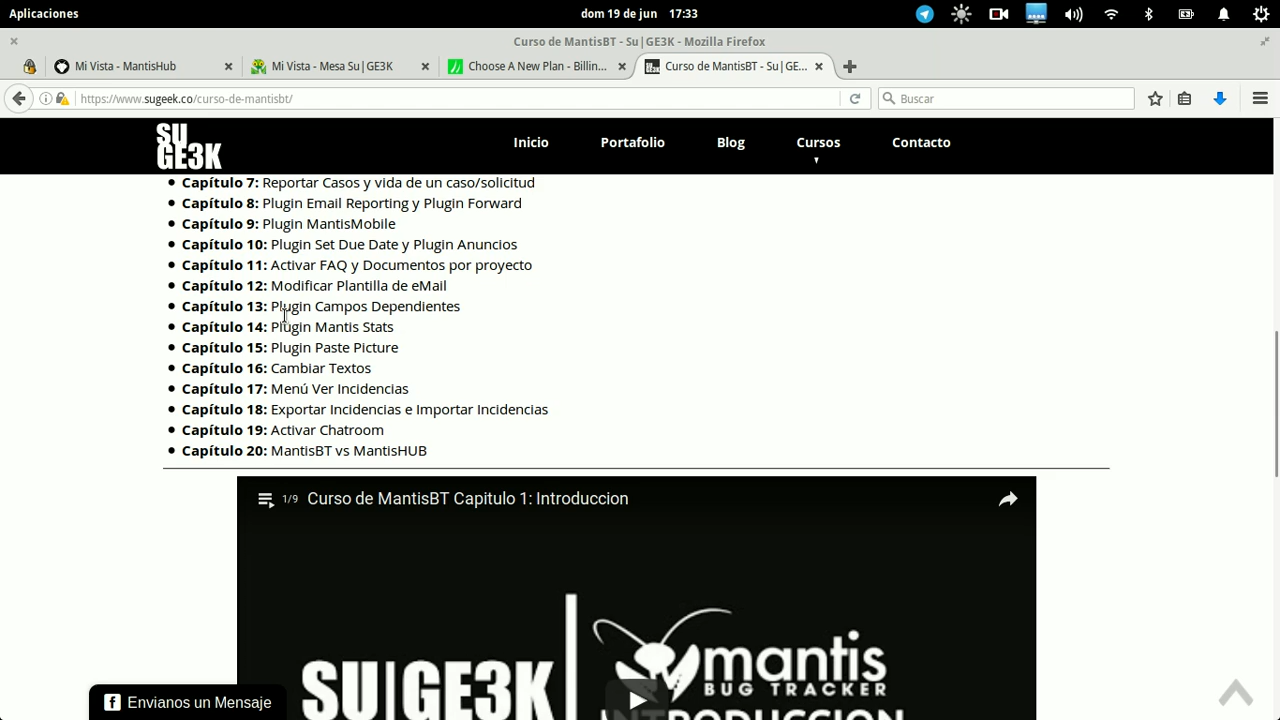 Aplicaciones
dom 19 de jun 17:33
Curso de MantisBT - Su|GE3K - Mozilla Firefox
Mi Vista - MantisHub
Mi Vista - Mesa Su|GE3K
Choose A New Plan - Billin...
Curso de MantisBT - Su|GE...
https://www.sugeek.co/curso-de-mantisbt/
Buscar
SU
GE3K
Inicio
Portafolio
Blog
Cursos
Contacto
Capítulo 7: Reportar Casos y vida de un caso/solicitud
Capítulo 8: Plugin Email Reporting y Plugin Forward
Capítulo 9: Plugin MantisMobile
Capítulo 10: Plugin Set Due Date y Plugin Anuncios
Capítulo 11: Activar FAQ y Documentos por proyecto
Capítulo 12: Modificar Plantilla de eMail
Capítulo 13: Plugin Campos Dependientes
Capítulo 14: Plugin Mantis Stats
Capítulo 15: Plugin Paste Picture
Capítulo 16: Cambiar Textos
Capítulo 17: Menú Ver Incidencias
Capítulo 18: Exportar Incidencias e Importar Incidencias
Capítulo 19: Activar Chatroom
Capítulo 20: MantisBT vs MantisHUB
1/9 Curso de MantisBT Capitulo 1: Introduccion
mantis
BUG TRACKER
SU|GE3K
INTRODUCCION
Envianos un Mensaje